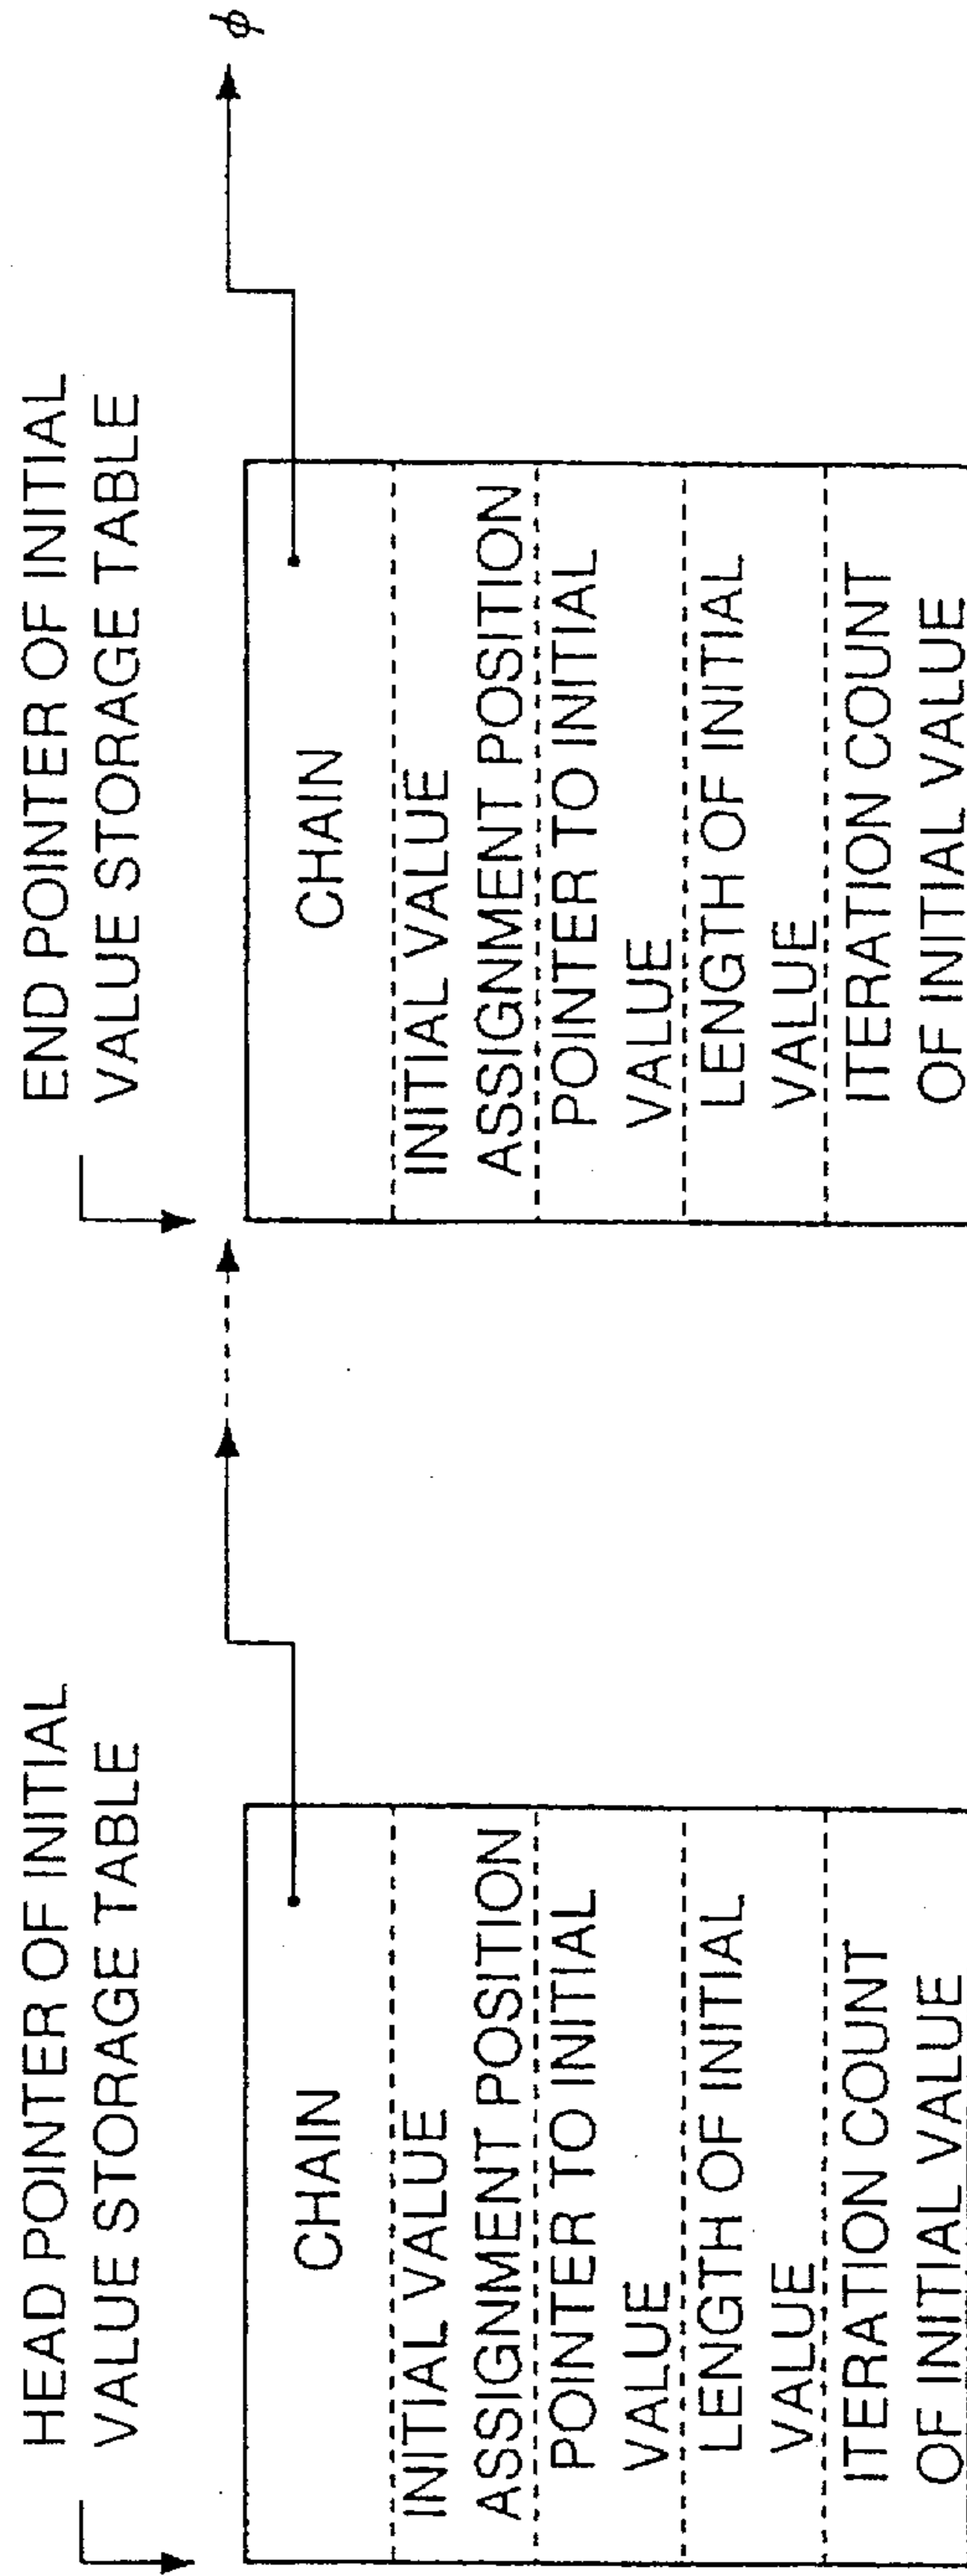 HEAD POINTER OF INITIAL
VALUE STORAGE TABLE
CHAIN
INITIAL VALUE
ASSIGNMENT POSITION
POINTER TO INITIAL
VALUE
LENGTH OF INITIAL
VALUE
ITERATION COUNT
OF INITIAL VALUE
END POINTER OF INITIAL
VALUE STORAGE TABLE
CHAIN
INITIAL VALUE
ASSIGNMENT POSITION
POINTER TO INITIAL
VALUE
LENGTH OF INITIAL
VALUE
ITERATION COUNT
OF INITIAL VALUE
ϕ